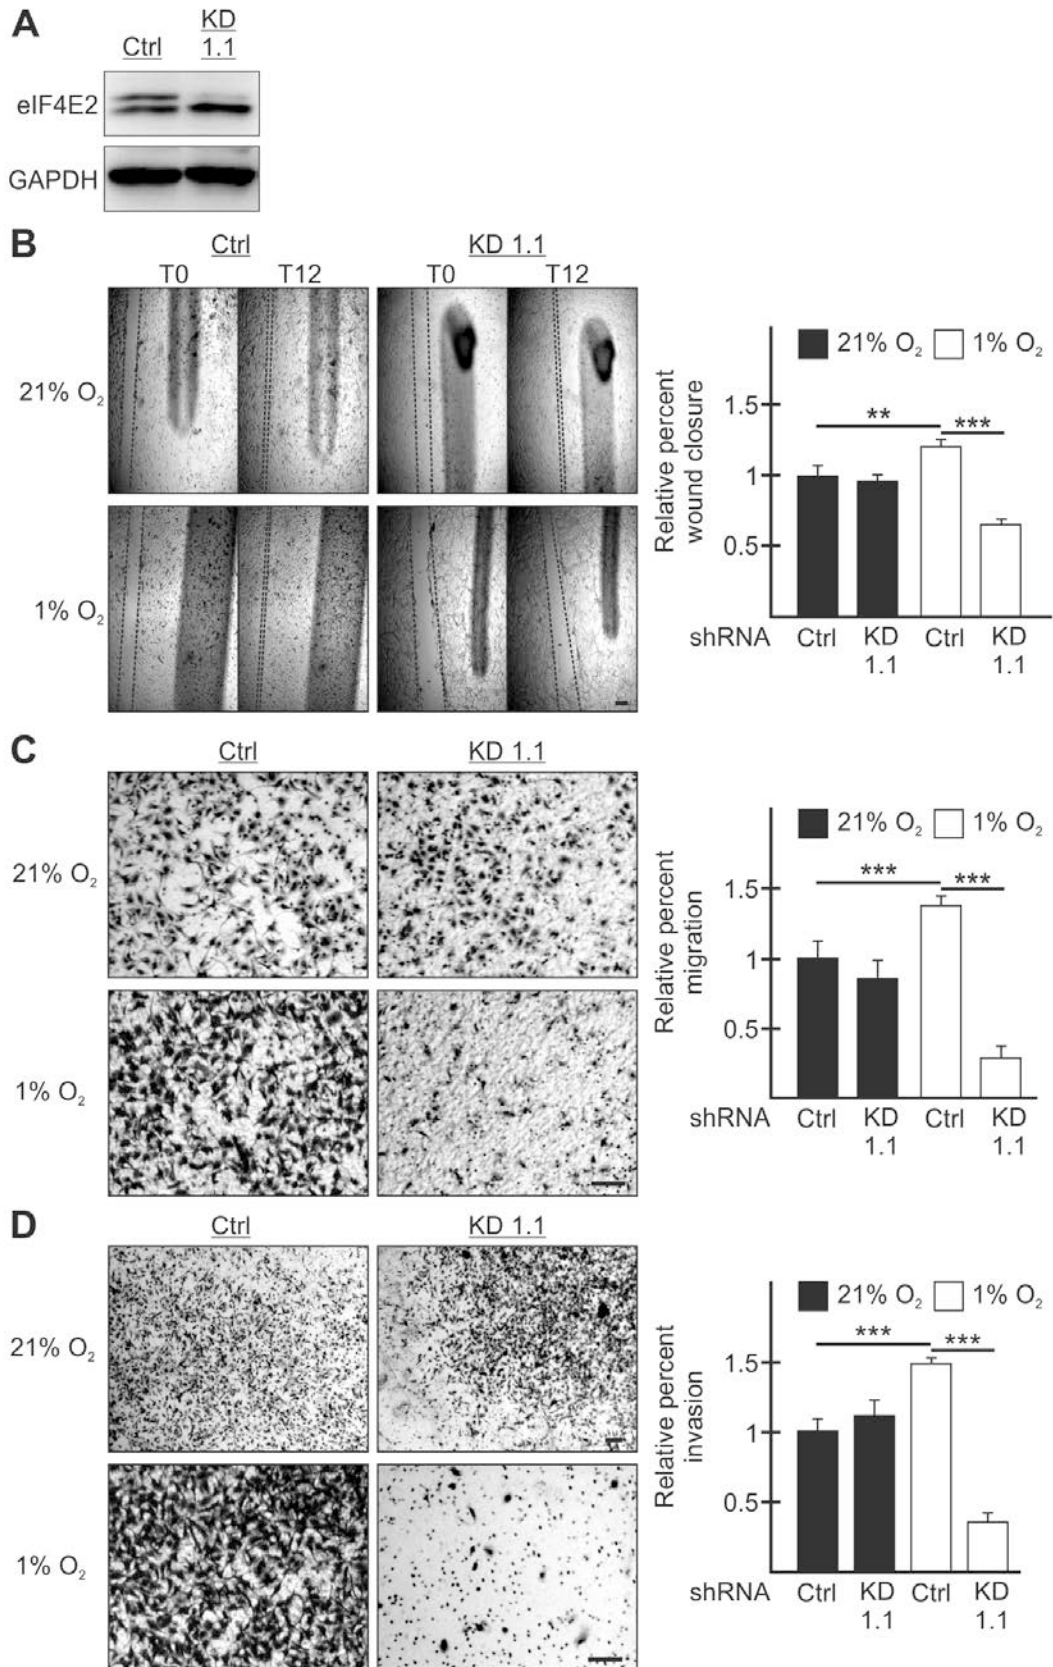 A
Ctrl
KD
1.1
eIF4E2
GAPDH
B
Ctrl
KD 1.1
T0
T12
T0
T12
21% O₂
1% O₂
21% O₂
1% O₂
Relative percent
wound closure
1.5
1
0.5
**
***
shRNA
Ctrl
KD
1.1
Ctrl
KD
1.1
C
Ctrl
KD 1.1
21% O₂
1% O₂
21% O₂
1% O₂
Relative percent
migration
1.5
1
0.5
***
***
shRNA
Ctrl
KD
1.1
Ctrl
KD
1.1
D
Ctrl
KD 1.1
21% O₂
1% O₂
21% O₂
1% O₂
Relative percent
invasion
1.5
1
0.5
***
***
shRNA
Ctrl
KD
1.1
Ctrl
KD
1.1